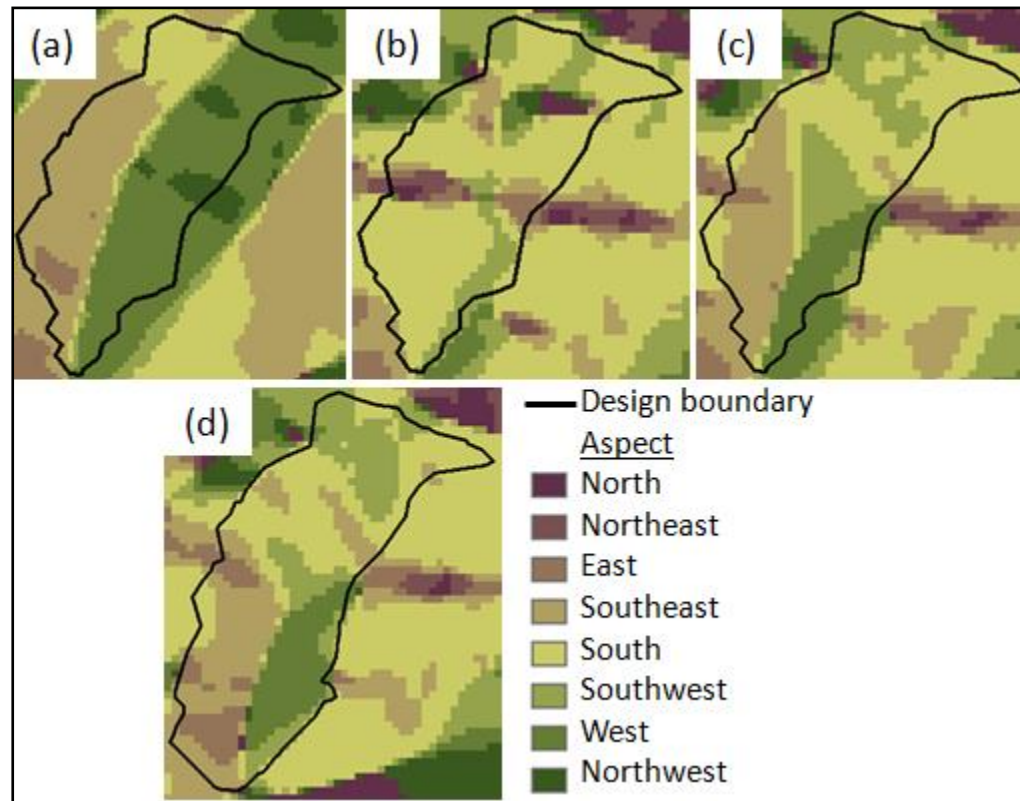 (a)
(b)
(c)
(d)
Design boundary
Aspect
North
Northeast
East
Southeast
South
Southwest
West
Northwest